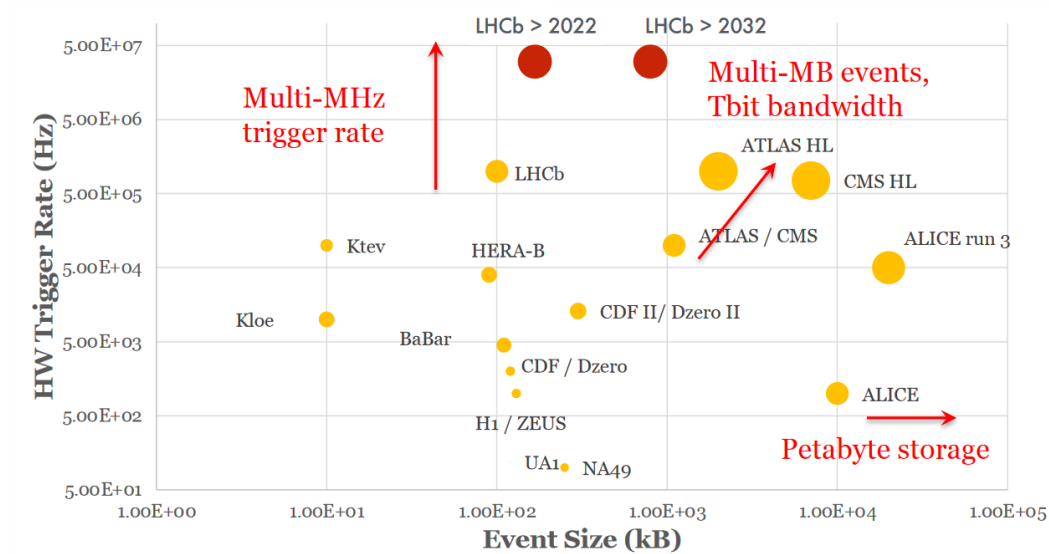 LHCb > 2022
LHCb > 2032
5.00E+07
5.00E+06
5.00E+05
5.00E+04
5.00E+03
5.00E+02
5.00E+01
HW Trigger Rate (Hz)
Multi-MHz
trigger rate
Multi-MB events,
Tbit bandwidth
ATLAS HL
LHCb
CMS HL
Ktev
HERA-B
ATLAS / CMS
ALICE run 3
Kloe
BaBar
CDF II/ Dzero II
CDF / Dzero
ALICE
H1 / ZEUS
Petabyte storage
UA1
NA49
1.00E+00
1.00E+01
1.00E+02
1.00E+03
1.00E+04
1.00E+05
Event Size (kB)